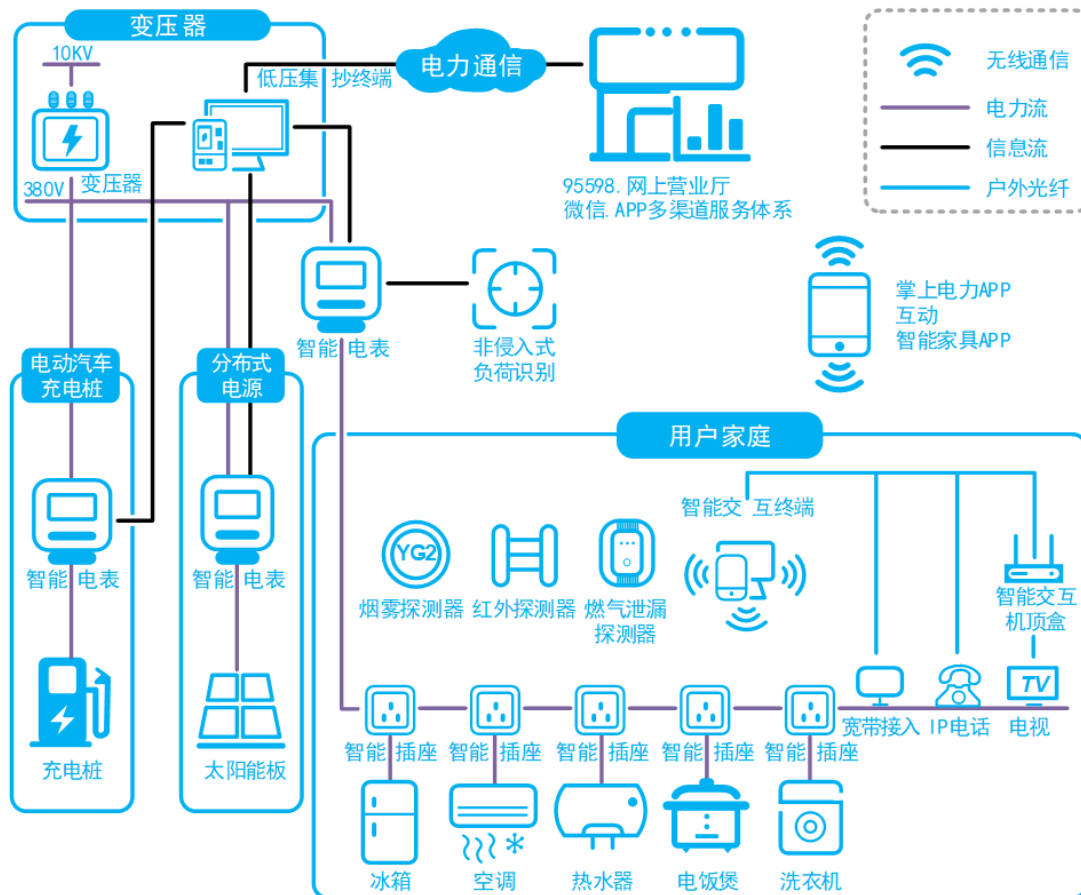 变压器
10KV
380V
变压器
低压集抄终端
电力通信
95598.网上营业厅
微信.APP多渠道服务体系
无线通信
电力流
信息流
户外光纤
掌上电力APP
互动
智能家具APP
智能电表
非侵入式
负荷识别
电动汽车
充电桩
智能电表
充电桩
分布式
电源
智能电表
太阳能板
用户家庭
YG2
烟雾探测器
红外探测器
燃气泄漏
探测器
智能交互终端
智能交互
机顶盒
TV
宽带接入
IP电话
电视
智能插座
智能插座
智能插座
智能插座
智能插座
冰箱
空调
热水器
电饭煲
洗衣机